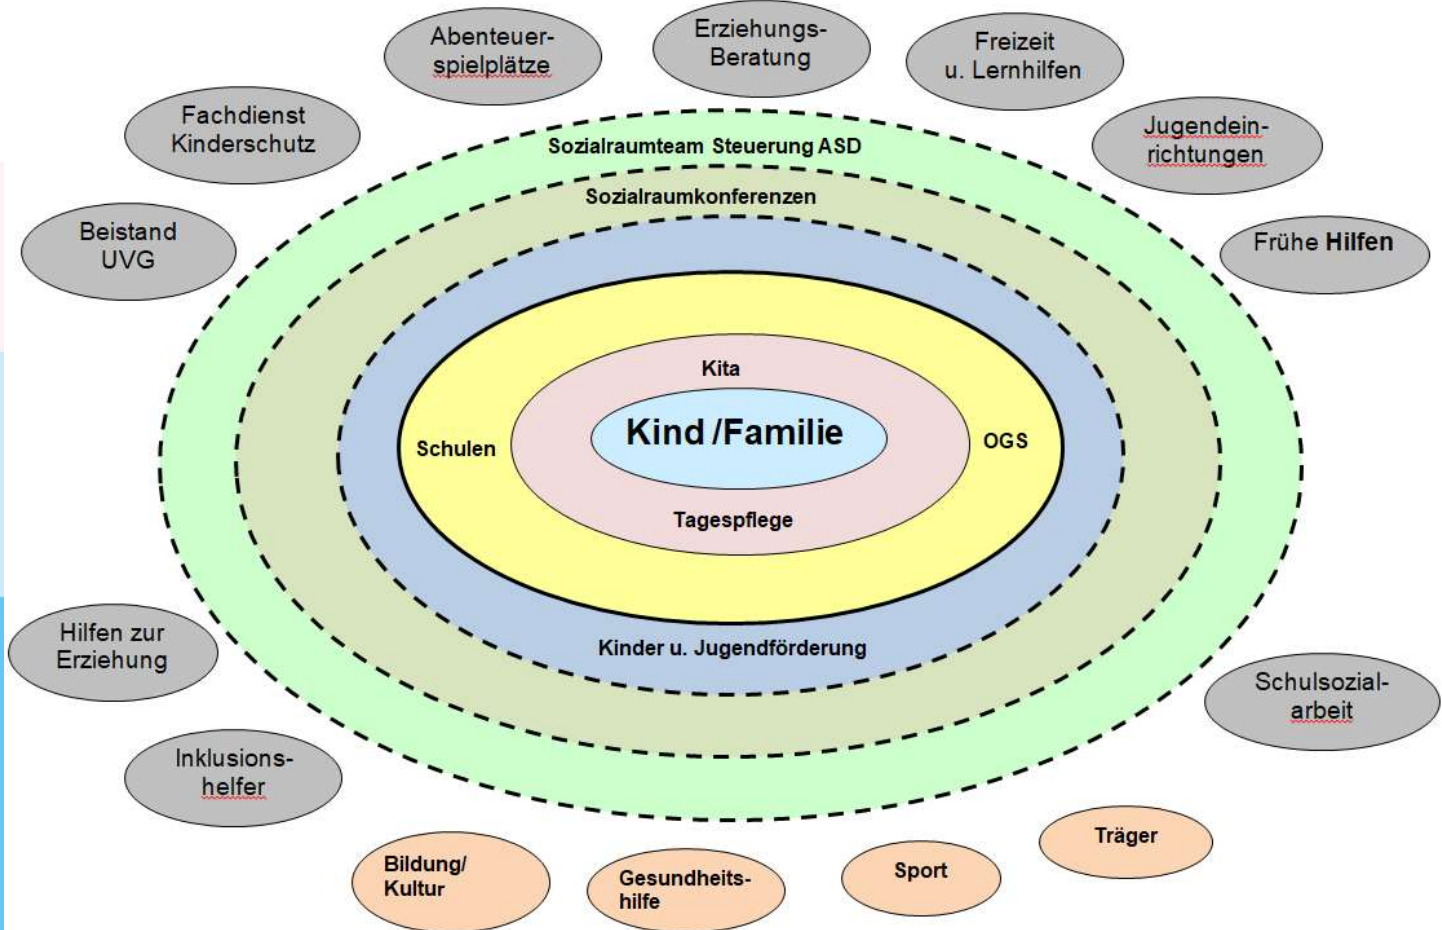 Abenteuer-
spielplätze
Erziehungs-
Beratung
Freizeit
u. Lernhilfen
Fachdienst
Kinderschutz
Jugendein-
richtungen
Beistand
UVG
Frühe Hilfen
Sozialraumteam Steuerung ASD
Sozialraumkonferenzen
Kita
Kind /Familie
Schulen
OGS
Tagespflege
Kinder u. Jugendförderung
Hilfen zur
Erziehung
Schulsozial-
arbeit
Inklusions-
helfer
Bildung/
Kultur
Gesundheits-
hilfe
Sport
Träger